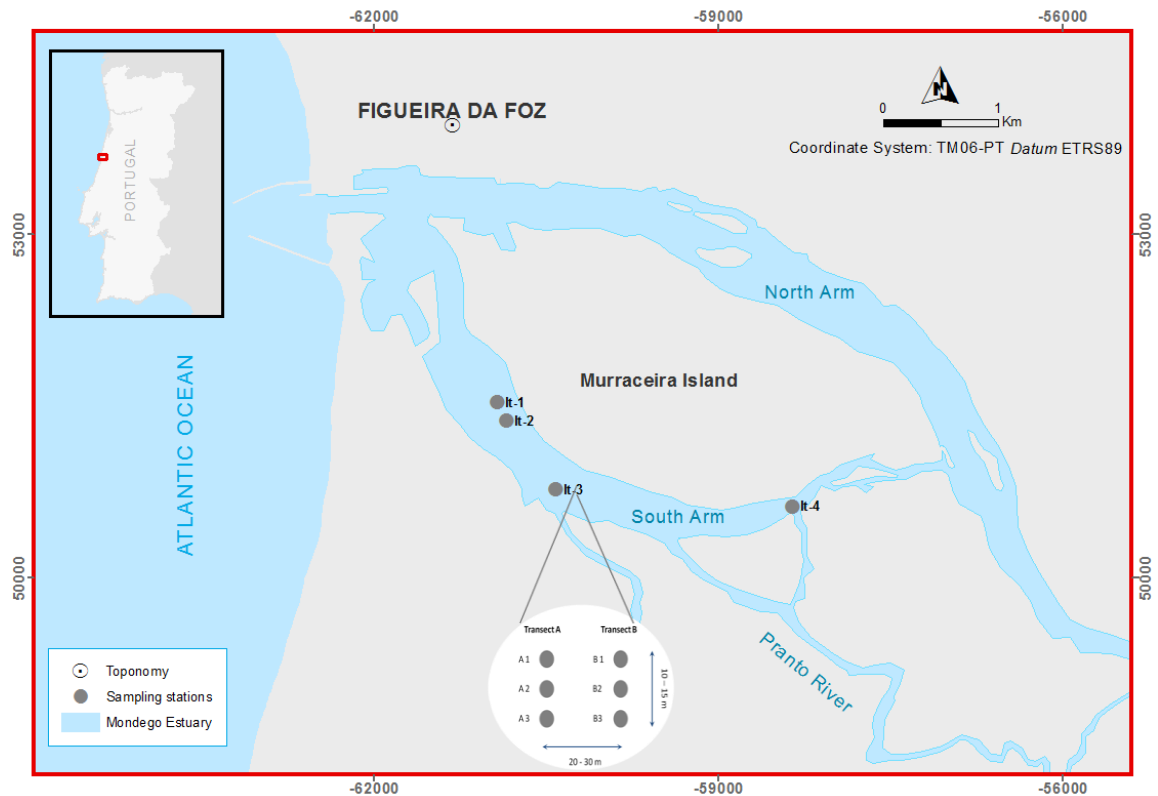 -62000
-59000
-56000
FIGUEIRA DA FOZ
N
0
1
Km
Coordinate System: TM06-PT Datum ETRS89
PORTUGAL
53000
53000
North Arm
ATLANTIC OCEAN
Murraceira Island
It-1
It-2
It-3
It-4
South Arm
50000
50000
Pranto River
Transect A
Transect B
A 1
B 1
A 2
B2
A 3
B3
10 – 15 m
20 - 30 m
Toponomy
Sampling stations
Mondego Estuary
-62000
-59000
-56000